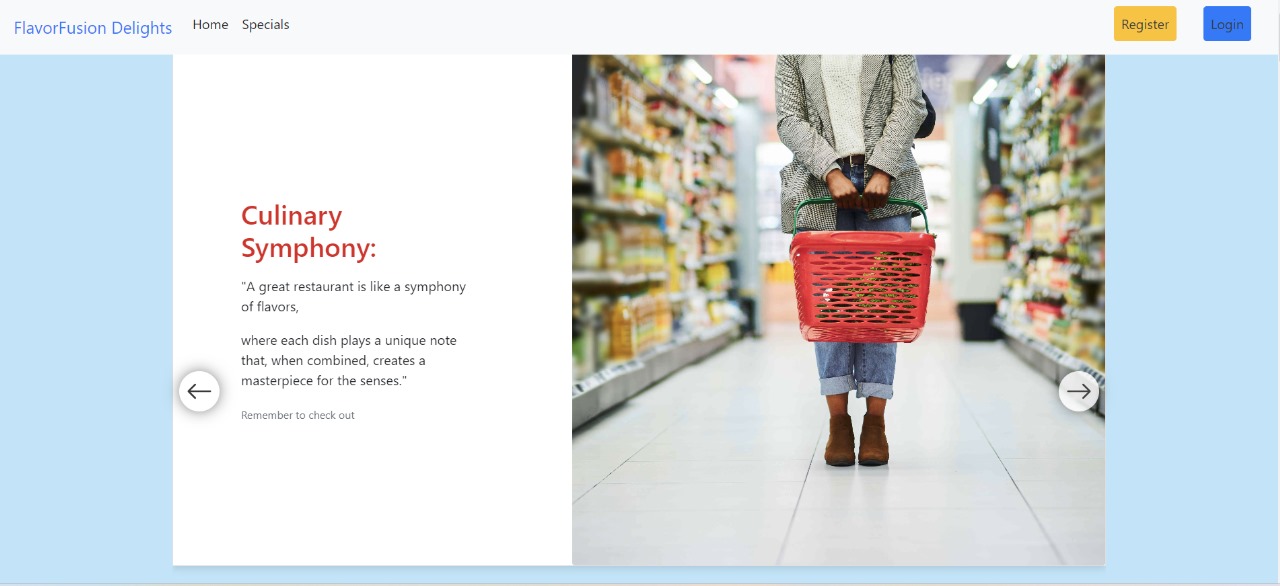 FlavorFusion Delights Home Specials Register Login
Culinary
Symphony:
"A great restaurant is like a symphony
of flavors,
where each dish plays a unique note
that, when combined, creates a
masterpiece for the senses."
Remember to check out